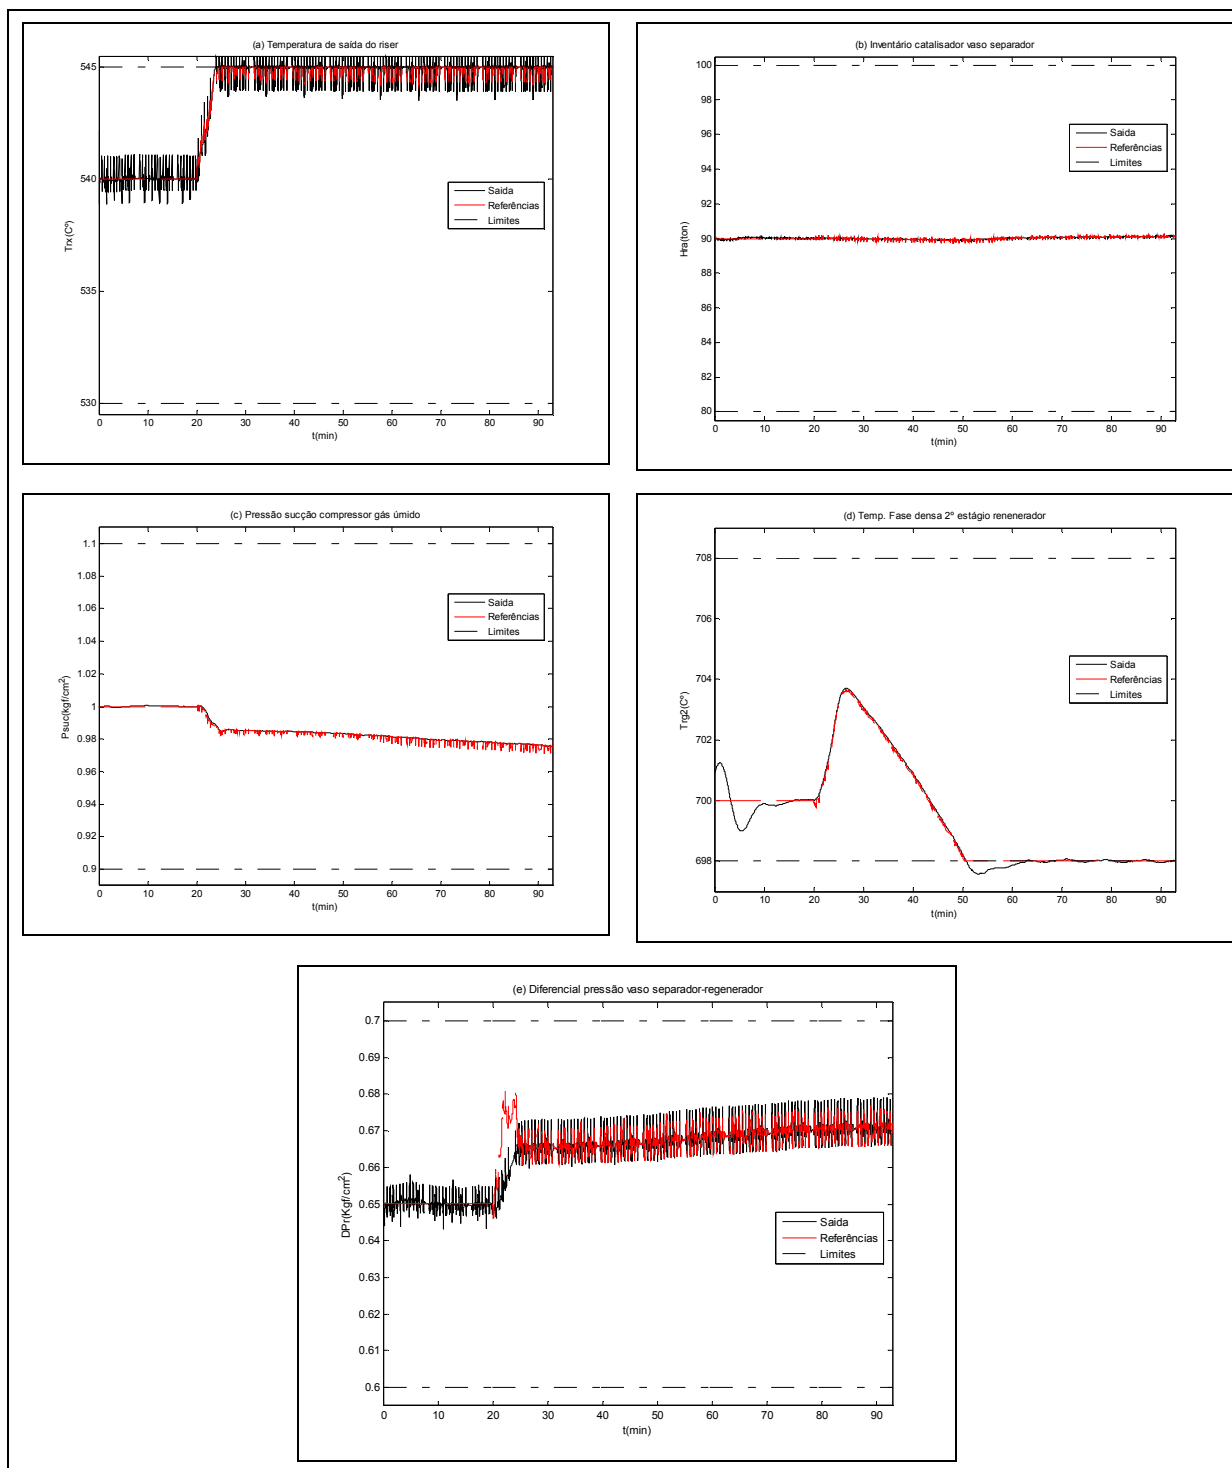 (a) Temperatura de saída do riser
545
540
535
530
Trx(Cº)
0 10 20 30 40 50 60 70 80 90
t(min)
Saida
Referências
Limites
(b) Inventário catalisador vaso separador
100
98
96
94
92
90
88
86
84
82
80
Hra(ton)
0 10 20 30 40 50 60 70 80 90
t(min)
Saida
Referências
Limites
(c) Pressão sucção compressor gás úmido
1.1
1.08
1.06
1.04
1.02
1
0.98
0.96
0.94
0.92
0.9
Psuc(kgf/cm²)
0 10 20 30 40 50 60 70 80 90
t(min)
Saida
Referências
Limites
(d) Temp. Fase densa 2º estágio renenerador
708
706
704
702
700
698
Trg2(Cº)
0 10 20 30 40 50 60 70 80 90
t(min)
Saida
Referências
Limites
(e) Diferencial pressão vaso separador-regenerador
0.7
0.69
0.68
0.67
0.66
0.65
0.64
0.63
0.62
0.61
0.6
DPr(Kgf/cm²)
0 10 20 30 40 50 60 70 80 90
t(min)
Saida
Referências
Limites